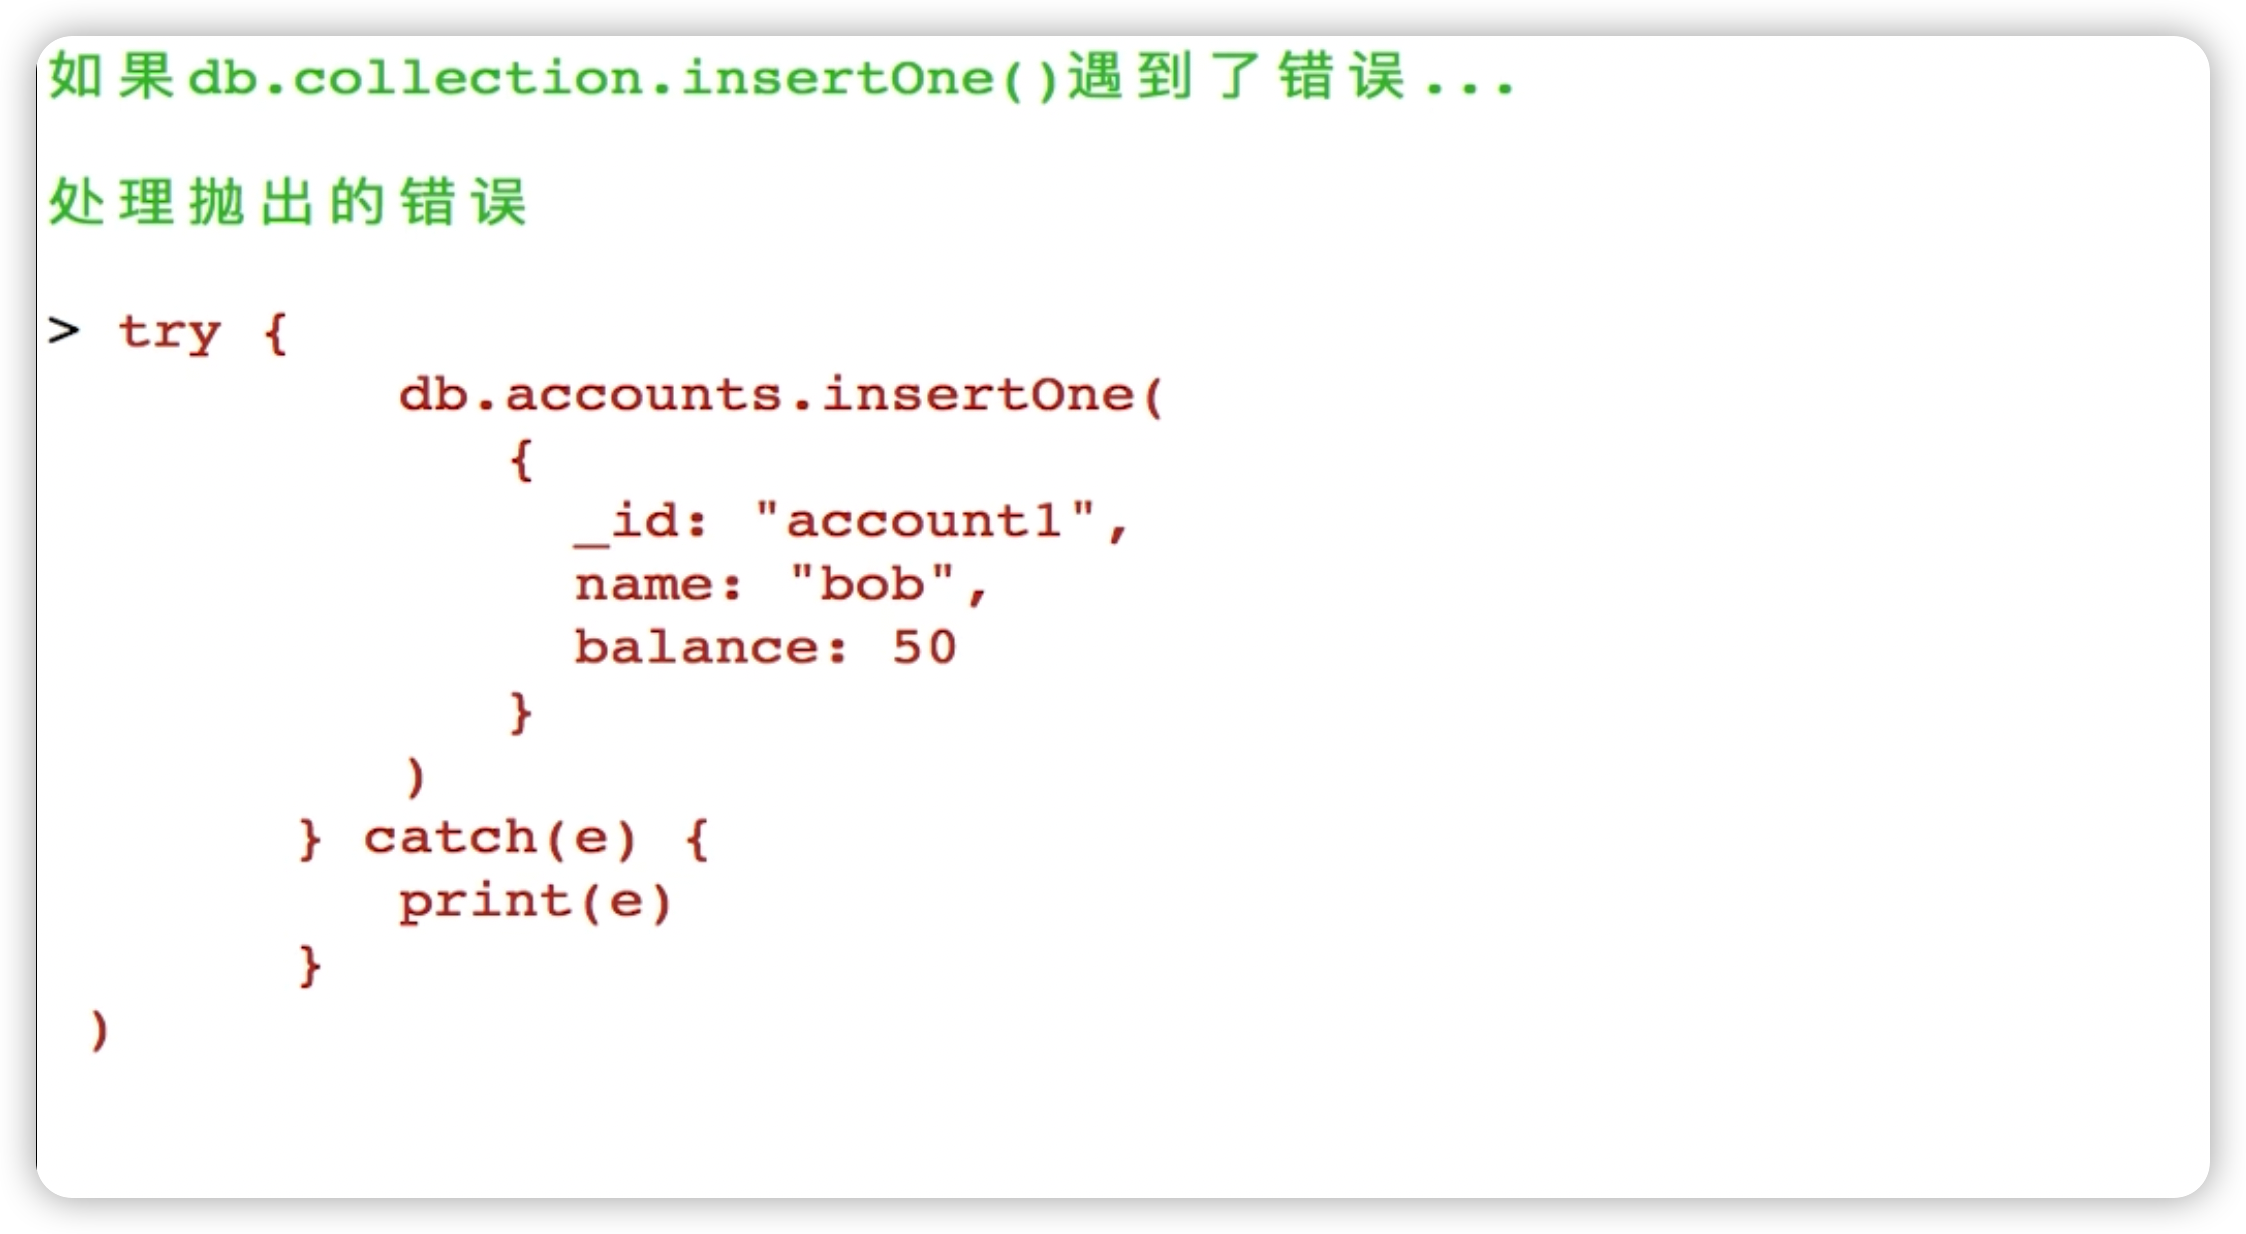 如果db.collection.insertOne()遇到了错误...
处理抛出的错误
> try {
db.accounts.insertOne(
{
_id: "account1",
name: "bob",
balance: 50
}
)
} catch(e) {
print(e)
}
)